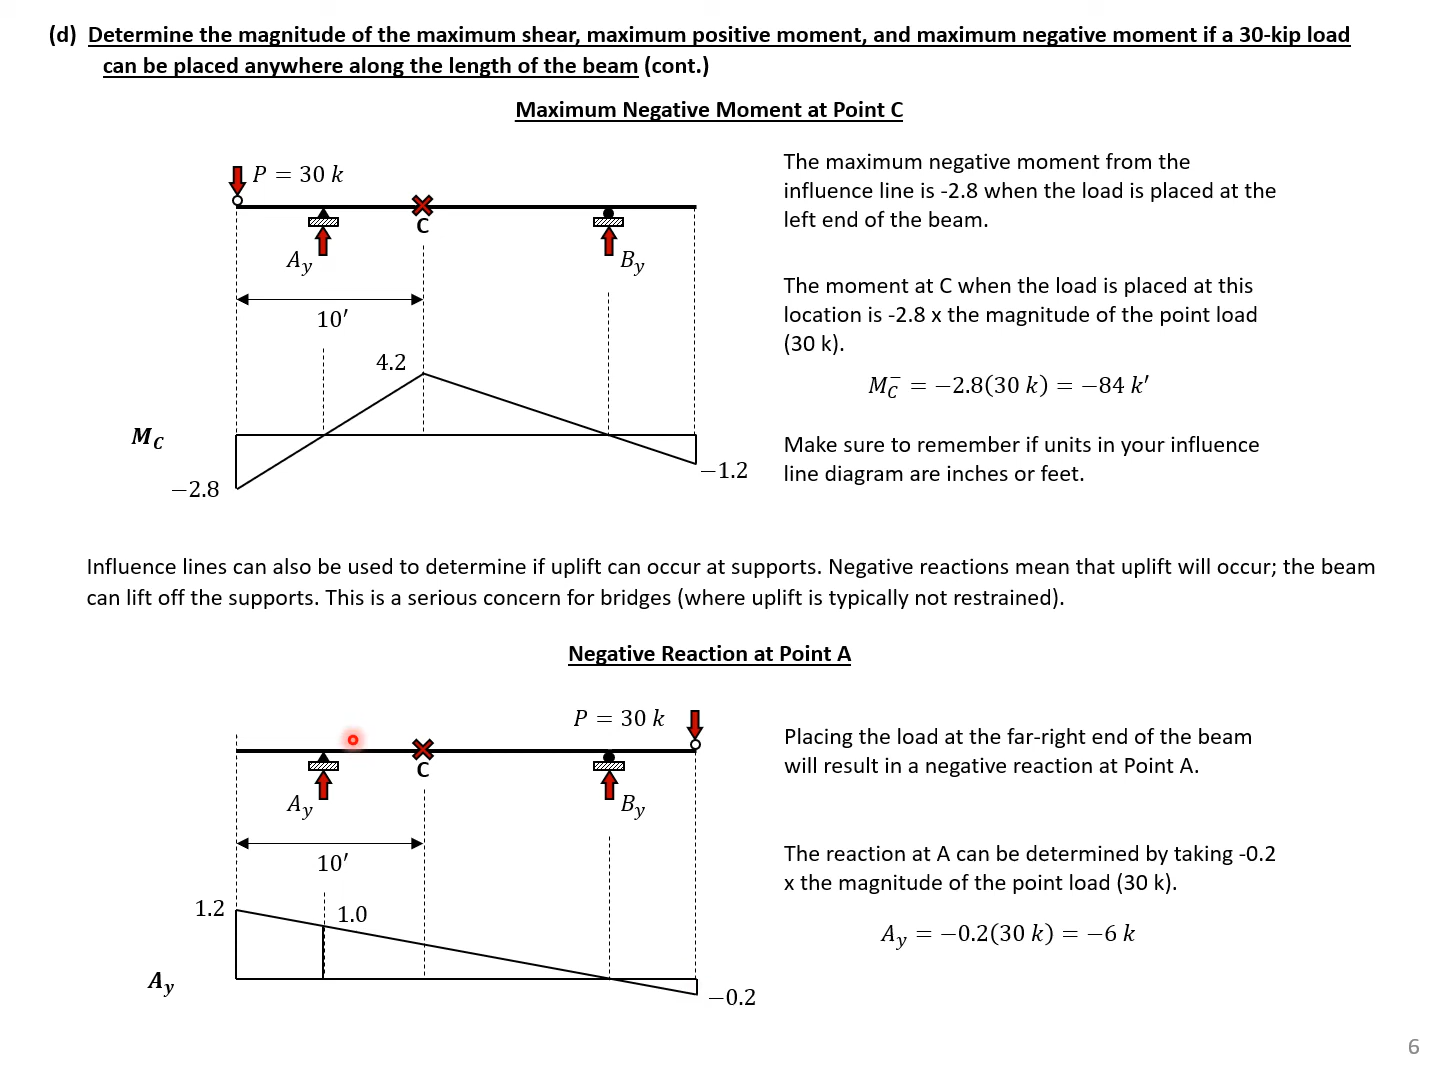 (d) Determine the magnitude of the maximum shear, maximum positive moment, and maximum negative moment if a 30-kip load
can be placed anywhere along the length of the beam (cont.)
Maximum Negative Moment at Point C
P = 30 k
C
A_y
B_y
10′
4.2
M_C
−2.8
−1.2
The maximum negative moment from the
influence line is -2.8 when the load is placed at the
left end of the beam.
The moment at C when the load is placed at this
location is -2.8 x the magnitude of the point load
(30 k).
M_C^− = −2.8(30 k) = −84 k′
Make sure to remember if units in your influence
line diagram are inches or feet.
Influence lines can also be used to determine if uplift can occur at supports. Negative reactions mean that uplift will occur; the beam
can lift off the supports. This is a serious concern for bridges (where uplift is typically not restrained).
Negative Reaction at Point A
P = 30 k
C
A_y
B_y
10′
1.2
1.0
A_y
−0.2
Placing the load at the far-right end of the beam
will result in a negative reaction at Point A.
The reaction at A can be determined by taking -0.2
x the magnitude of the point load (30 k).
A_y = −0.2(30 k) = −6 k
6